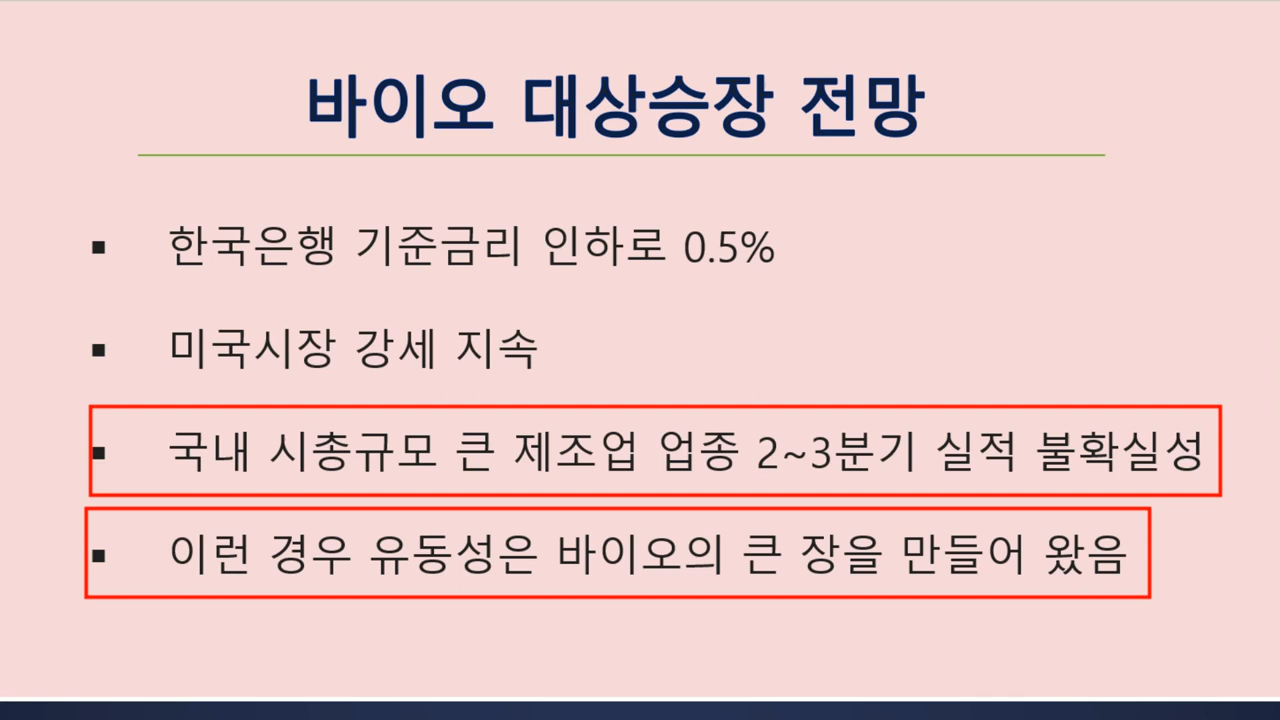 바이오 대상승장 전망
▪ 한국은행 기준금리 인하로 0.5%
▪ 미국시장 강세 지속
▪ 국내 시총규모 큰 제조업 업종 2~3분기 실적 불확실성
▪ 이런 경우 유동성은 바이오의 큰 장을 만들어 왔음